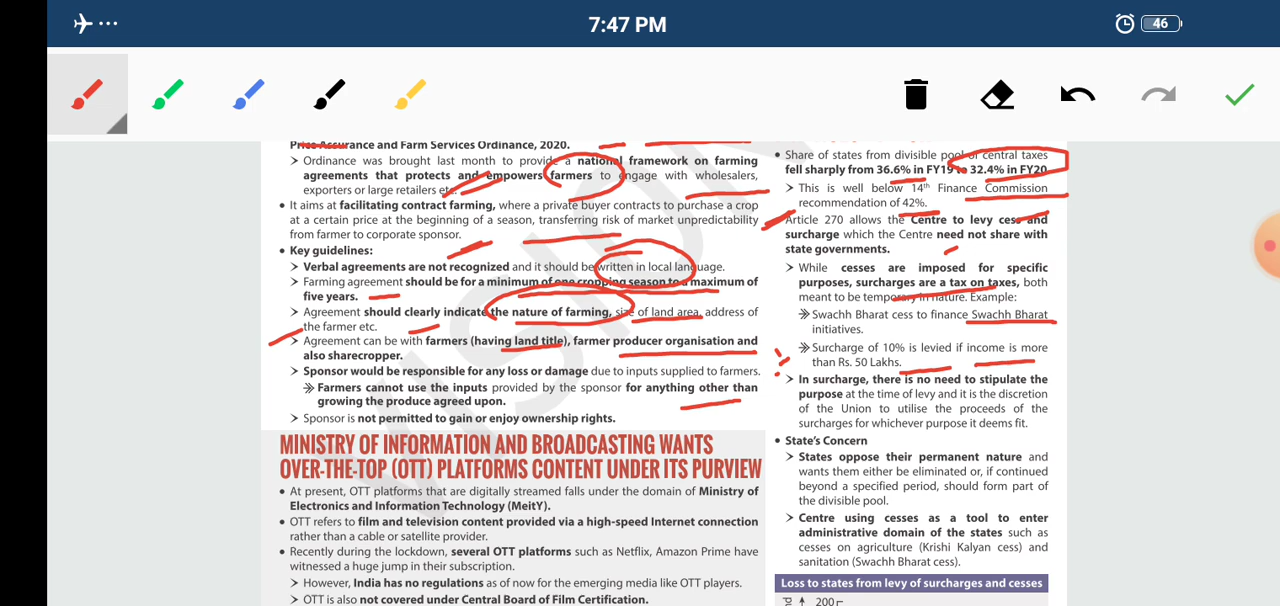 7:47 PM
46
Price Assurance and Farm Services Ordinance, 2020.
➢ Ordinance was brought last month to provide a national framework on farming
agreements that protects and empowers farmers to engage with wholesalers,
exporters or large retailers etc.
• It aims at facilitating contract farming, where a private buyer contracts to purchase a crop
at a certain price at the beginning of a season, transferring risk of market unpredictability
from farmer to corporate sponsor.
• Key guidelines:
➢ Verbal agreements are not recognized and it should be written in local language.
➢ Farming agreement should be for a minimum of one cropping season to a maximum of
five years.
➢ Agreement should clearly indicate the nature of farming, size of land area, address of
the farmer etc.
➢ Agreement can be with farmers (having land title), farmer producer organisation and
also sharecropper.
➢ Sponsor would be responsible for any loss or damage due to inputs supplied to farmers.
» Farmers cannot use the inputs provided by the sponsor for anything other than
growing the produce agreed upon.
➢ Sponsor is not permitted to gain or enjoy ownership rights.
MINISTRY OF INFORMATION AND BROADCASTING WANTS
OVER-THE-TOP (OTT) PLATFORMS CONTENT UNDER ITS PURVIEW
• At present, OTT platforms that are digitally streamed falls under the domain of Ministry of
Electronics and Information Technology (MeitY).
• OTT refers to film and television content provided via a high-speed Internet connection
rather than a cable or satellite provider.
• Recently during the lockdown, several OTT platforms such as Netflix, Amazon Prime have
witnessed a huge jump in their subscription.
➢ However, India has no regulations as of now for the emerging media like OTT players.
➢ OTT is also not covered under Central Board of Film Certification.
• Share of states from divisible pool of central taxes
fell sharply from 36.6% in FY19 to 32.4% in FY20
➢ This is well below 14th Finance Commission
recommendation of 42%.
Article 270 allows the Centre to levy cess and
surcharge which the Centre need not share with
state governments.
➢ While cesses are imposed for specific
purposes, surcharges are a tax on taxes, both
meant to be temporary in nature. Example:
» Swachh Bharat cess to finance Swachh Bharat
initiatives.
» Surcharge of 10% is levied if income is more
than Rs. 50 Lakhs.
➢ In surcharge, there is no need to stipulate the
purpose at the time of levy and it is the discretion
of the Union to utilise the proceeds of the
surcharges for whichever purpose it deems fit.
• State's Concern
➢ States oppose their permanent nature and
wants them either be eliminated or, if continued
beyond a specified period, should form part of
the divisible pool.
➢ Centre using cesses as a tool to enter
administrative domain of the states such as
cesses on agriculture (Krishi Kalyan cess) and
sanitation (Swachh Bharat cess).
Loss to states from levy of surcharges and cesses
200
VISION